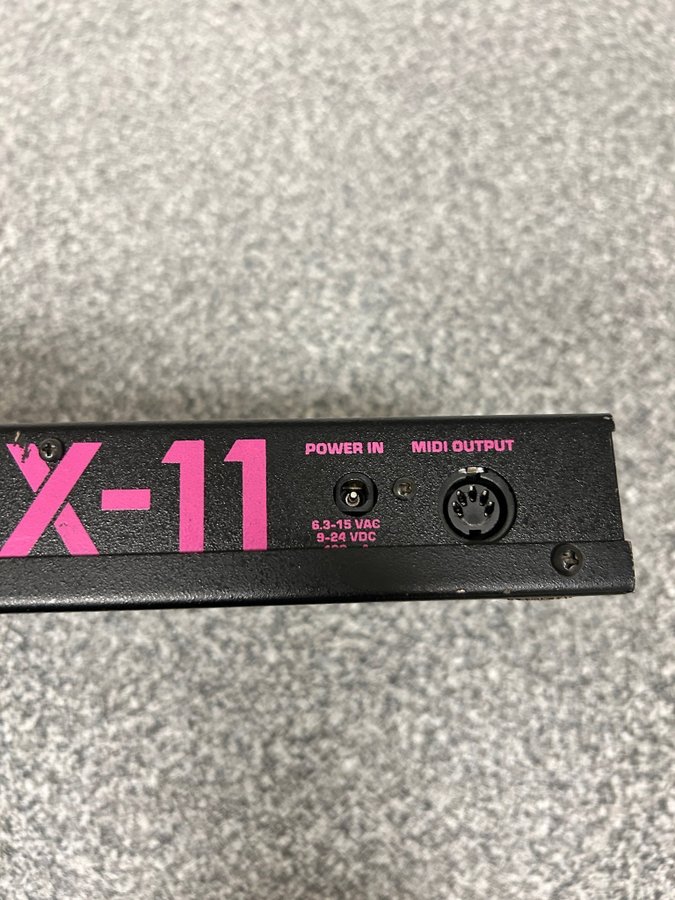 X-11
POWER IN
MIDI OUTPUT
6.3-15 VAC
9-24 VDC